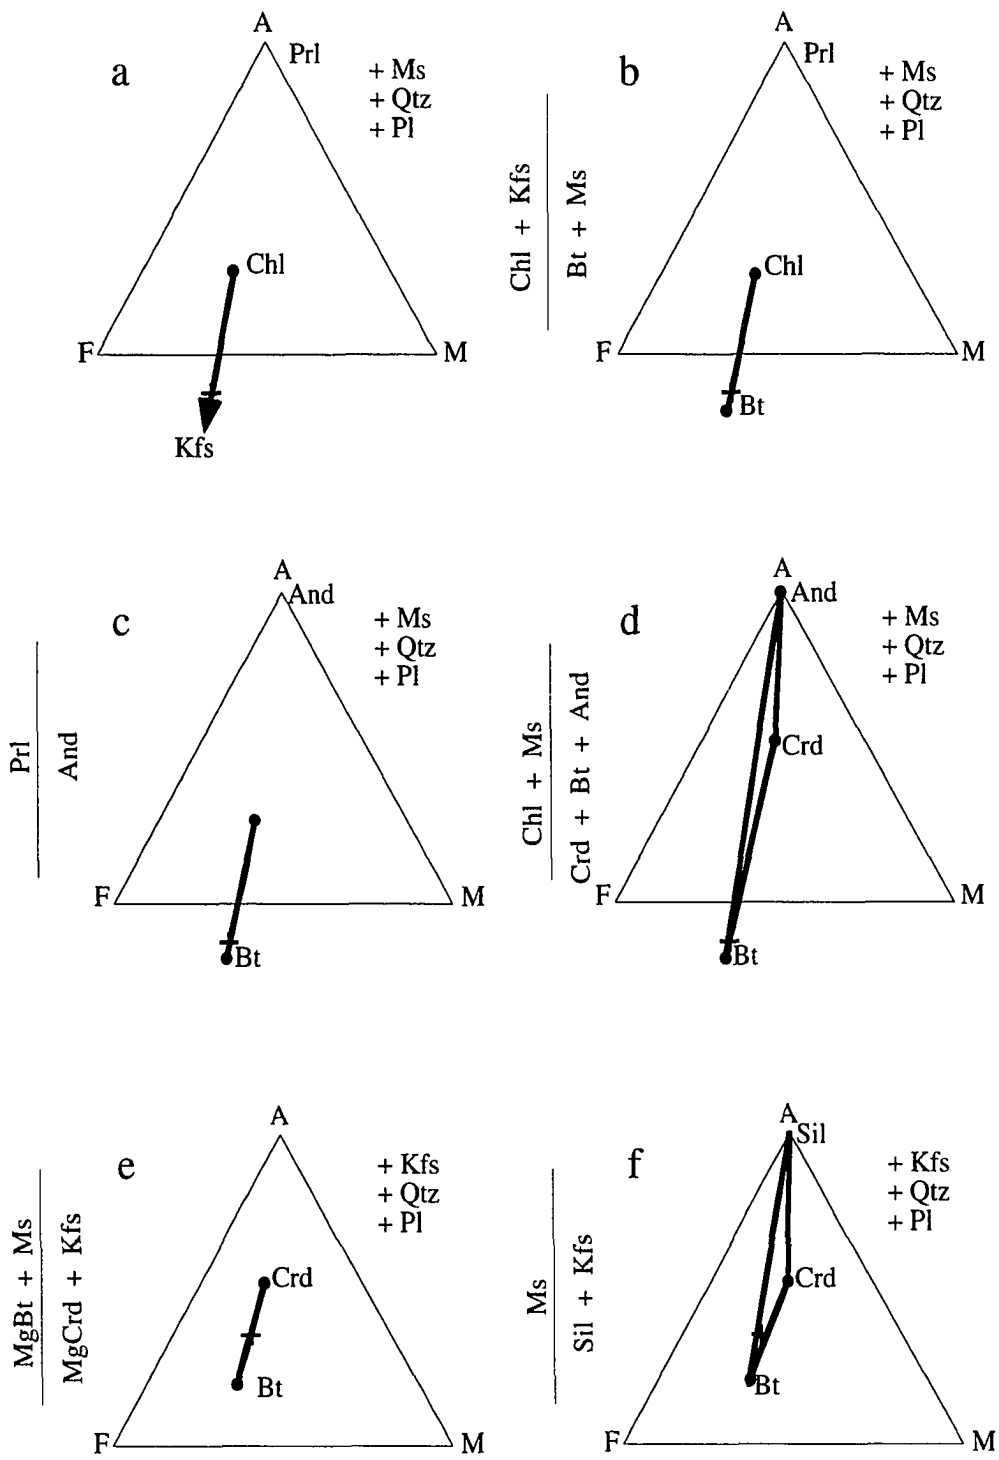 a
A
Prl
+ Ms
+ Qtz
+ Pl
Chl
F
M
Kfs
Chl + Kfs
Bt + Ms
b
A
Prl
+ Ms
+ Qtz
+ Pl
Chl
F
M
Bt
Prl
And
c
A
And
+ Ms
+ Qtz
+ Pl
F
M
Bt
Chl + Ms
Crd + Bt + And
d
A
And
+ Ms
+ Qtz
+ Pl
Crd
F
M
Bt
MgBt + Ms
MgCrd + Kfs
e
A
+ Kfs
+ Qtz
+ Pl
Crd
Bt
F
M
Ms
Sil + Kfs
f
A
Sil
+ Kfs
+ Qtz
+ Pl
Crd
Bt
F
M